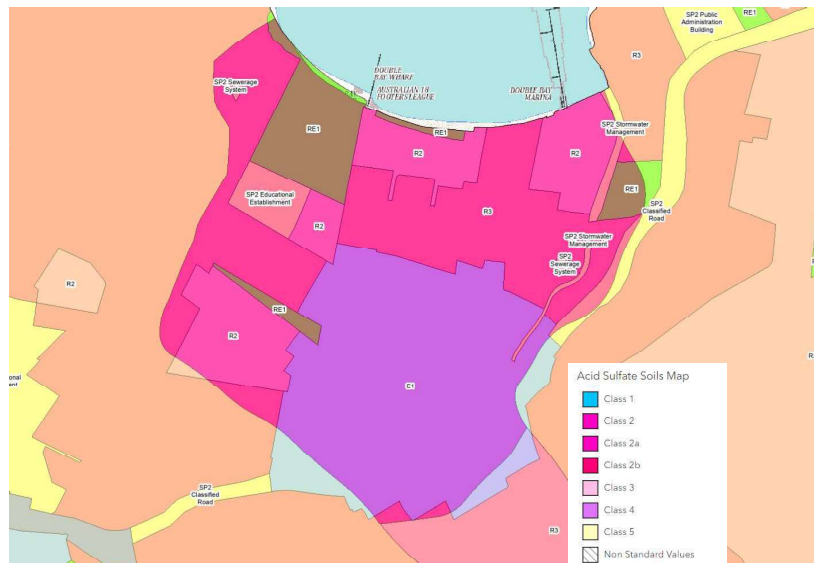 SP2 Public
Administration
Building
RE1
R3
SP2 Sewerage
System
DOUBLE
BAY WHARF
AUSTRALIAN 18
FOOTERS LEAGUE
DOUBLE BAY
MARINA
RE1
RE1
R2
R2
SP2 Stormwater
Management
RE1
SP2 Educational
Establishment
R2
R3
SP2
Classified
Road
SP2 Stormwater
Management
SP2
Sewerage
System
R2
RE1
R2
E1
SP2
Classified
Road
R3
Acid Sulfate Soils Map
Class 1
Class 2
Class 2a
Class 2b
Class 3
Class 4
Class 5
Non Standard Values